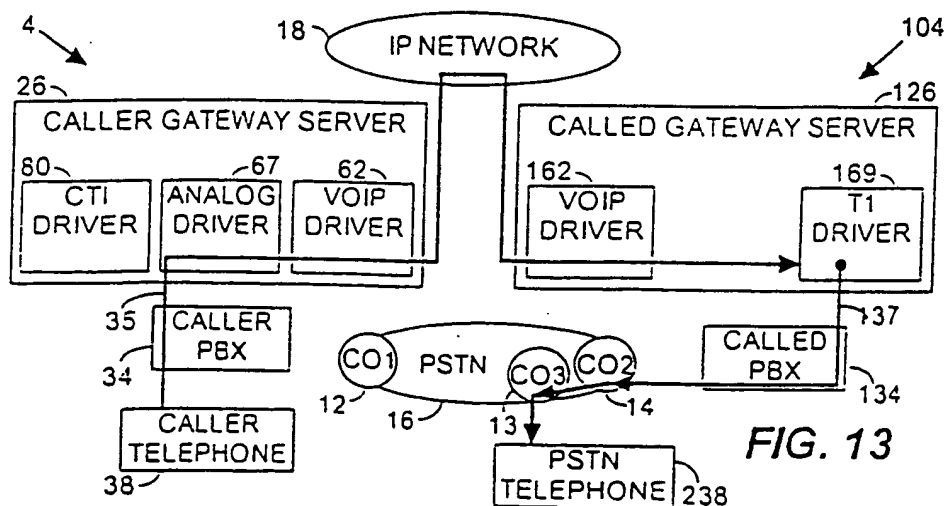 4
18
IP NETWORK
104
26
126
CALLER GATEWAY SERVER
CALLED GATEWAY SERVER
80
67
62
162
169
CTI DRIVER
ANALOG DRIVER
VOIP DRIVER
VOIP DRIVER
T1 DRIVER
35
137
CALLER PBX
34
CO1
PSTN
CO3
CO2
CALLED PBX
12
16
13
14
134
CALLER TELEPHONE
38
PSTN TELEPHONE
238
FIG. 13